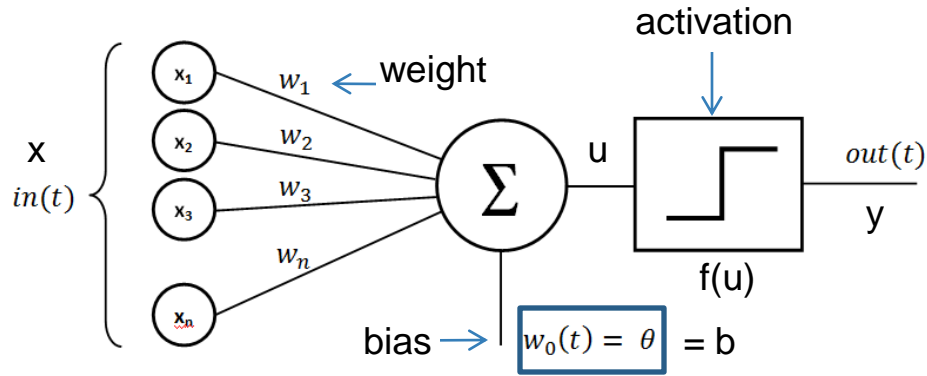 activation
x₁
w₁
weight
x₂
w₂
x
in(t)
x₃
w₃
Σ
u
out(t)
y
wₙ
f(u)
xₙ
bias
w₀(t) = θ
= b